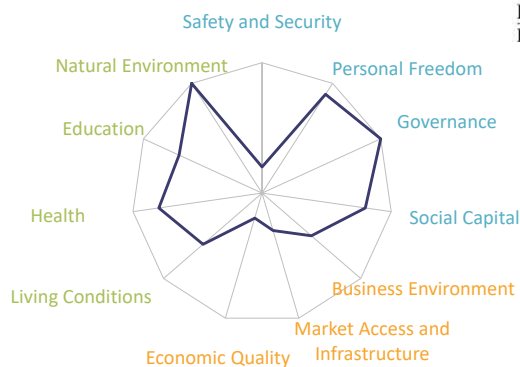 Safety and Security
Natural Environment
Personal Freedom
Education
Governance
Health
Social Capital
Living Conditions
Business Environment
Market Access and
Infrastructure
Economic Quality